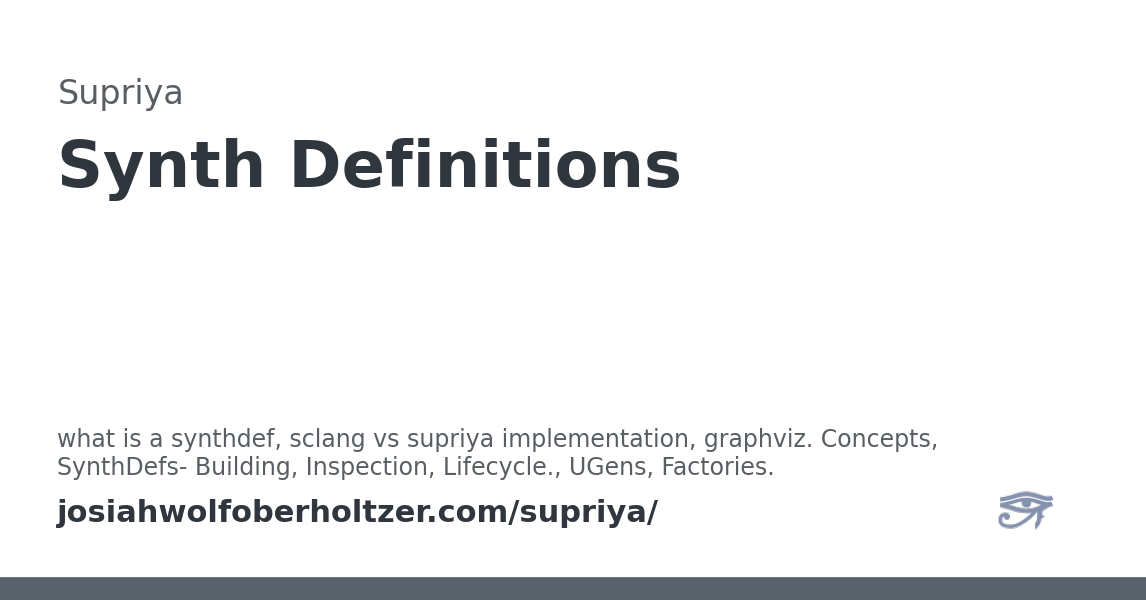 Supriya
Synth Definitions
what is a synthdef, sclang vs supriya implementation, graphviz. Concepts,
SynthDefs- Building, Inspection, Lifecycle., UGens, Factories.
josiahwolfoberholtzer.com/supriya/